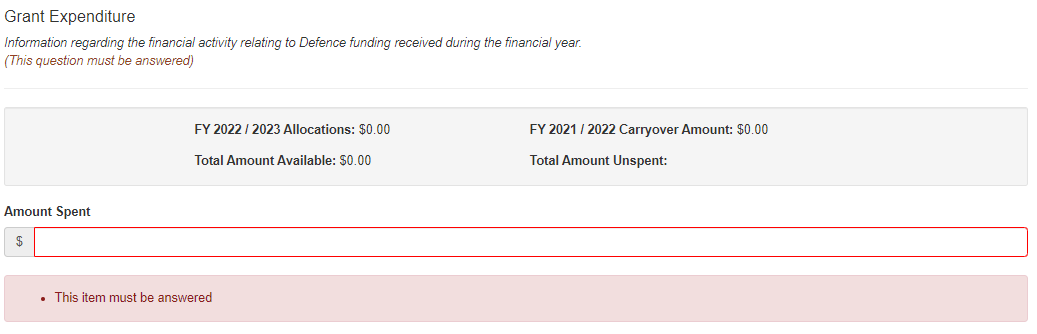 Grant Expenditure
Information regarding the financial activity relating to Defence funding received during the financial year.
(This question must be answered)
FY 2022 / 2023 Allocations: $0.00
FY 2021 / 2022 Carryover Amount: $0.00
Total Amount Available: $0.00
Total Amount Unspent:
Amount Spent
$
• This item must be answered